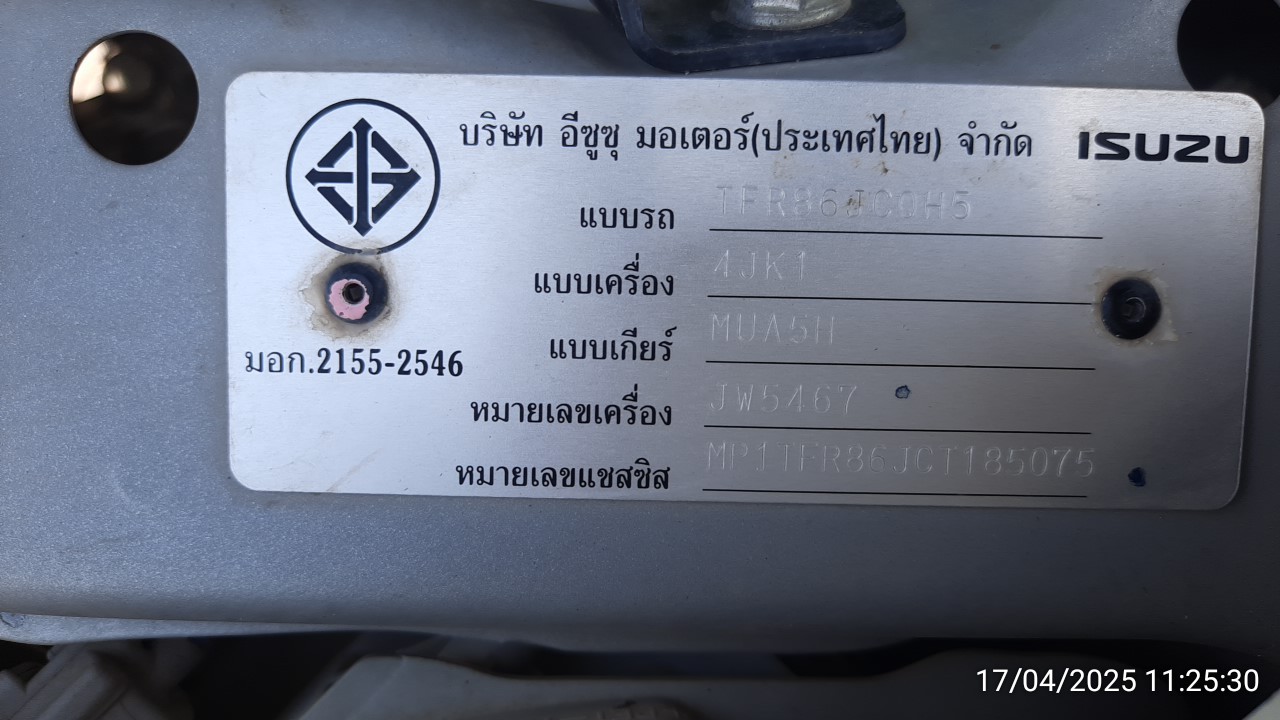 บริษัท อีซูซุ มอเตอร์(ประเทศไทย) จำกัด ISUZU
แบบรถ TFR86JC0H5
แบบเครื่อง 4JK1
แบบเกียร์ MUA5H
มอก.2155-2546
หมายเลขเครื่อง JW5467
หมายเลขแชสซิส MP1TFR86JCT185075
17/04/2025 11:25:30